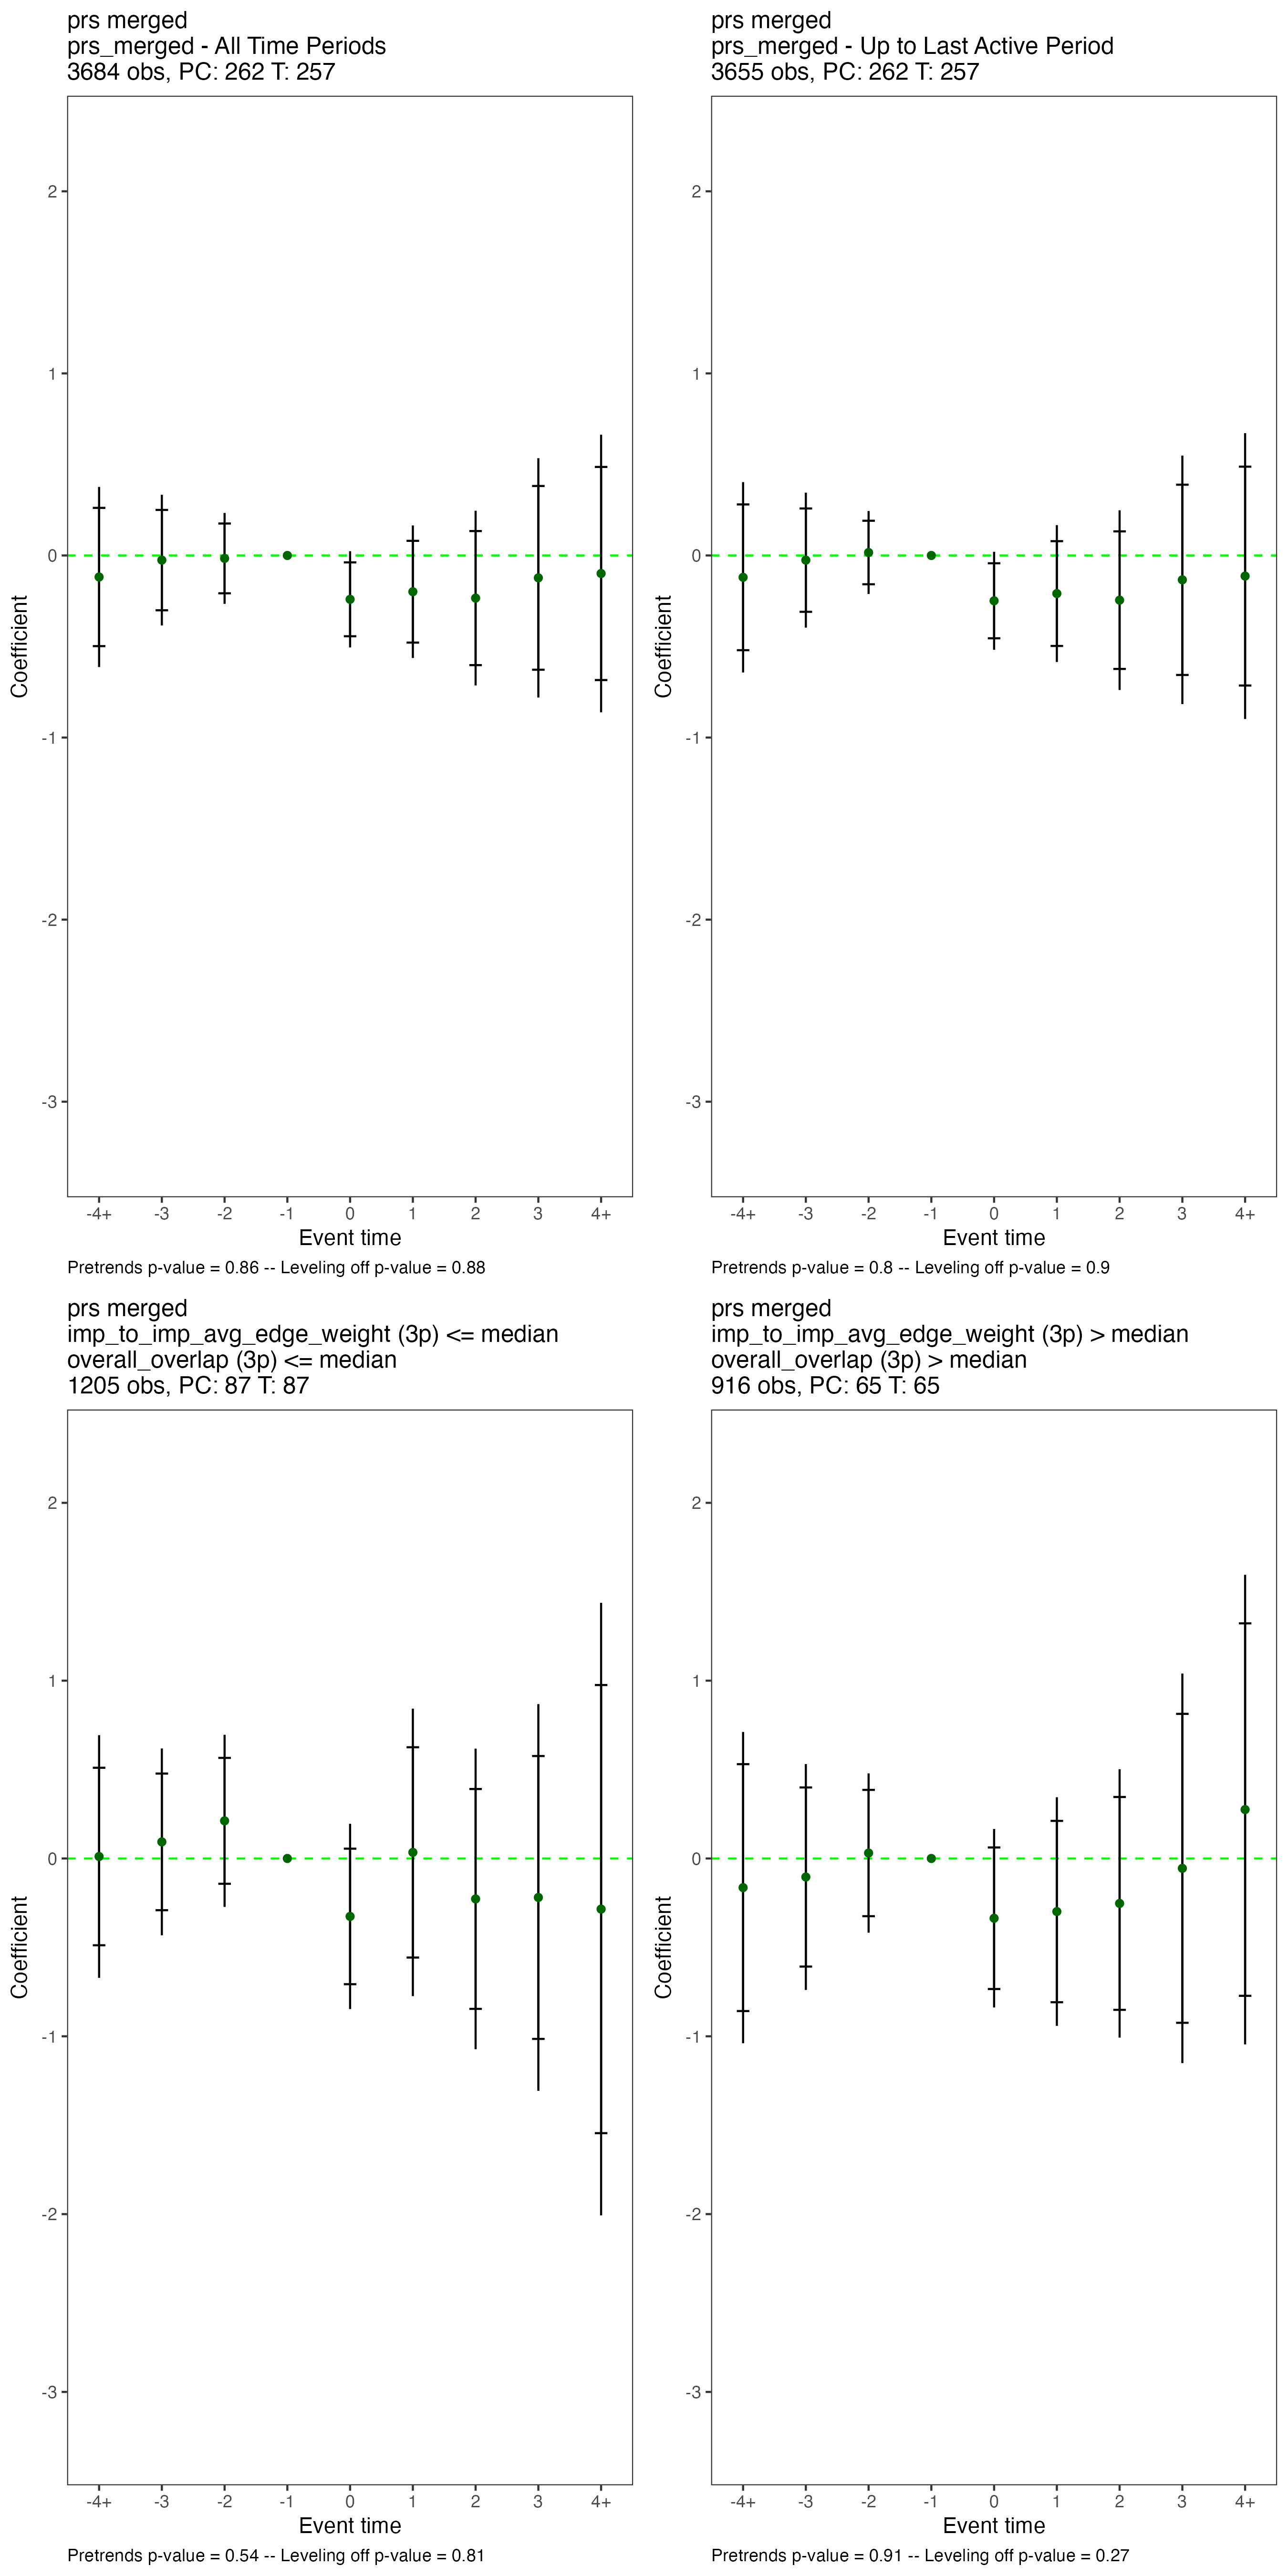 prs merged
prs_merged - All Time Periods
3684 obs, PC: 262 T: 257
2
1
0
-1
-2
-3
Coefficient
-4+ -3 -2 -1 0 1 2 3 4+
Event time
Pretrends p-value = 0.86 -- Leveling off p-value = 0.88
prs merged
prs_merged - Up to Last Active Period
3655 obs, PC: 262 T: 257
2
1
0
-1
-2
-3
Coefficient
-4+ -3 -2 -1 0 1 2 3 4+
Event time
Pretrends p-value = 0.8 -- Leveling off p-value = 0.9
prs merged
imp_to_imp_avg_edge_weight (3p) <= median
overall_overlap (3p) <= median
1205 obs, PC: 87 T: 87
2
1
0
-1
-2
-3
Coefficient
-4+ -3 -2 -1 0 1 2 3 4+
Event time
Pretrends p-value = 0.54 -- Leveling off p-value = 0.81
prs merged
imp_to_imp_avg_edge_weight (3p) > median
overall_overlap (3p) > median
916 obs, PC: 65 T: 65
2
1
0
-1
-2
-3
Coefficient
-4+ -3 -2 -1 0 1 2 3 4+
Event time
Pretrends p-value = 0.91 -- Leveling off p-value = 0.27